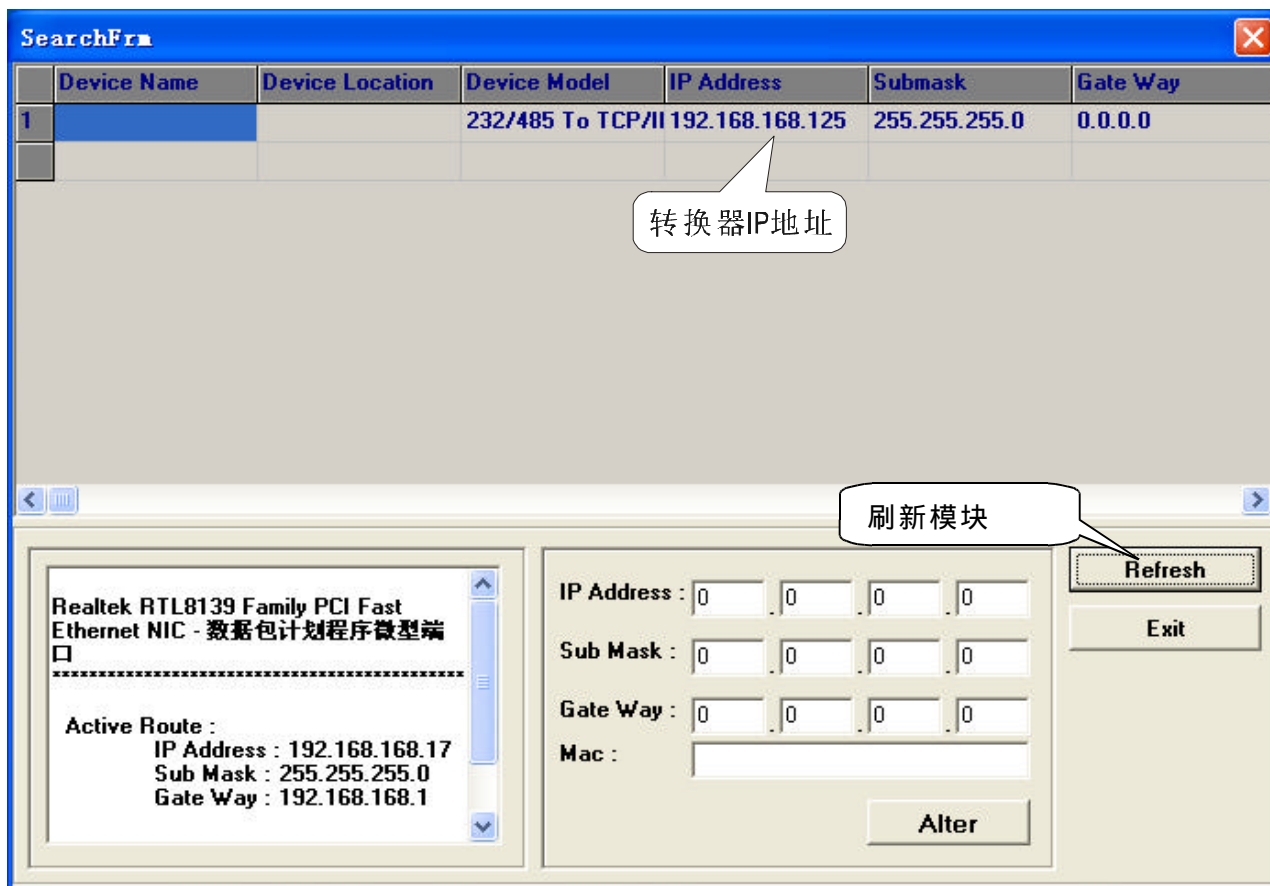 SearchFrm
Device Name Device Location Device Model IP Address Submask Gate Way
1 232/485 To TCP/II 192.168.168.125 255.255.255.0 0.0.0.0
转换器IP地址
刷新模块
Realtek RTL8139 Family PCI Fast
Ethernet NIC - 数据包计划程序微型端
口
*********************************************
Active Route :
IP Address : 192.168.168.17
Sub Mask : 255.255.255.0
Gate Way : 192.168.168.1
IP Address : 0 . 0 . 0 . 0
Sub Mask : 0 . 0 . 0 . 0
Gate Way : 0 . 0 . 0 . 0
Mac :
Alter
Refresh
Exit